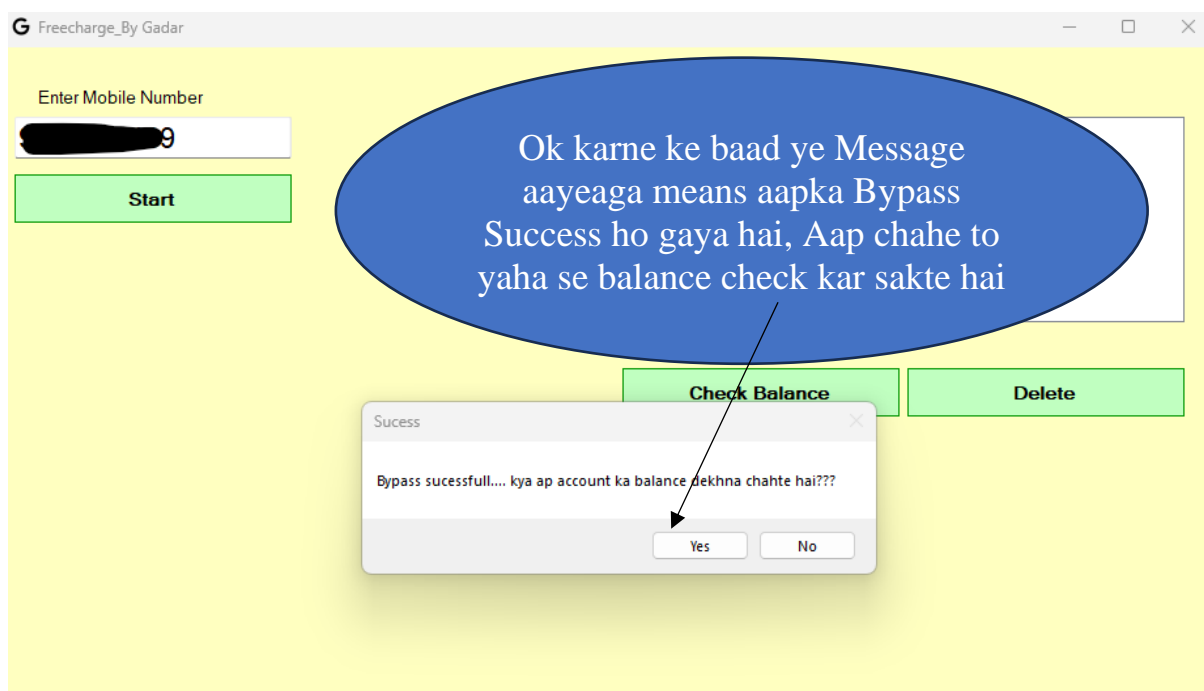 Freecharge_By Gadar
Enter Mobile Number
9
Start
Ok karne ke baad ye Message
aayeaga means aapka Bypass
Success ho gaya hai, Aap chahe to
yaha se balance check kar sakte hai
Check Balance
Delete
Sucess
Bypass sucessfull.... kya ap account ka balance dekhna chahte hai???
Yes
No